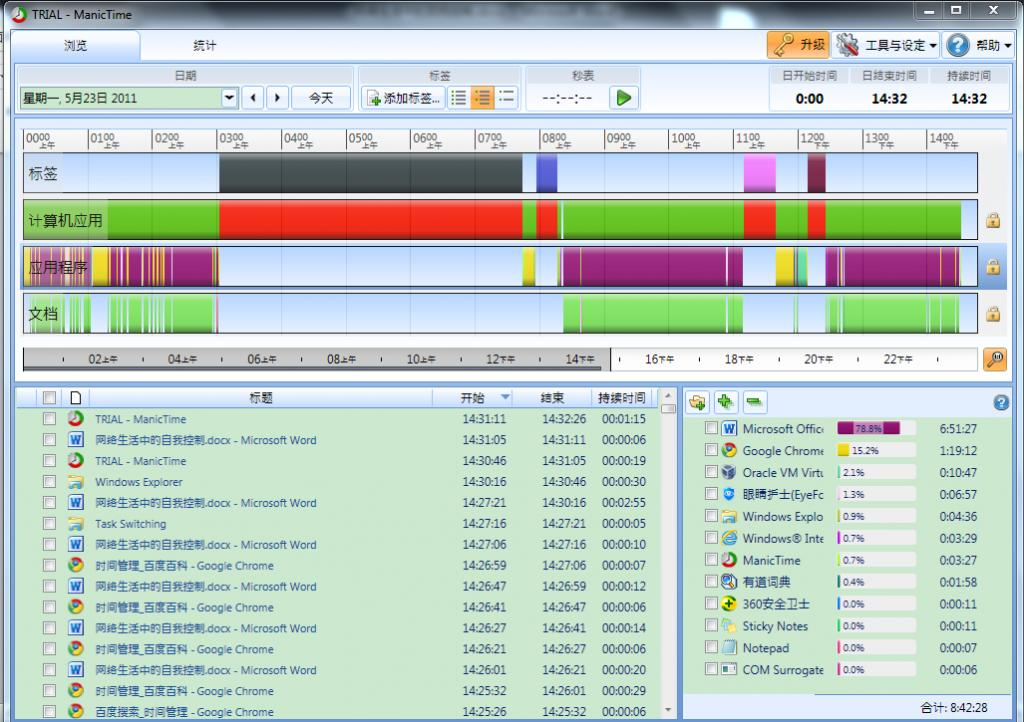 TRIAL - ManicTime
浏览 统计 升级 工具与设定 帮助
日期 标签 秒表 日开始时间 日结束时间 持续时间
星期一, 5月23日 2011 今天 添加标签... --:--:-- 0:00 14:32 14:32
0000 上午 0100 上午 0200 上午 0300 上午 0400 上午 0500 上午 0600 上午 0700 上午 0800 上午 0900 上午 1000 上午 1100 上午 1200 下午 1300 下午 1400 下午
标签
计算机应用
应用程序
文档
02上午 04上午 06上午 08上午 10上午 12下午 14下午 16下午 18下午 20下午 22下午
标题 开始 结束 持续时间
TRIAL - ManicTime 14:31:11 14:32:26 00:01:15
网络生活中的自我控制.docx - Microsoft Word 14:31:05 14:31:11 00:00:06
TRIAL - ManicTime 14:30:46 14:31:05 00:00:19
Windows Explorer 14:30:16 14:30:46 00:00:30
网络生活中的自我控制.docx - Microsoft Word 14:27:21 14:30:16 00:02:55
Task Switching 14:27:16 14:27:21 00:00:05
网络生活中的自我控制.docx - Microsoft Word 14:27:06 14:27:16 00:00:10
时间管理_百度百科 - Google Chrome 14:26:59 14:27:06 00:00:07
网络生活中的自我控制.docx - Microsoft Word 14:26:47 14:26:59 00:00:12
时间管理_百度百科 - Google Chrome 14:26:41 14:26:47 00:00:06
网络生活中的自我控制.docx - Microsoft Word 14:26:27 14:26:41 00:00:14
时间管理_百度百科 - Google Chrome 14:26:21 14:26:27 00:00:06
网络生活中的自我控制.docx - Microsoft Word 14:26:01 14:26:21 00:00:20
时间管理_百度百科 - Google Chrome 14:25:32 14:26:01 00:00:29
百度搜索_时间管理 - Google Chrome 14:25:26 14:25:32 00:00:06
Microsoft Offic 78.8% 6:51:27
Google Chrome 15.2% 1:19:12
Oracle VM Virtu 2.1% 0:10:47
眼睛护士(EyeFo 1.3% 0:06:57
Windows Explo 0.9% 0:04:36
Windows® Inte 0.7% 0:03:29
ManicTime 0.7% 0:03:27
有道词典 0.4% 0:01:58
360安全卫士 0.0% 0:00:11
Sticky Notes 0.0% 0:00:11
Notepad 0.0% 0:00:07
COM Surrogate 0.0% 0:00:06
合计: 8:42:28